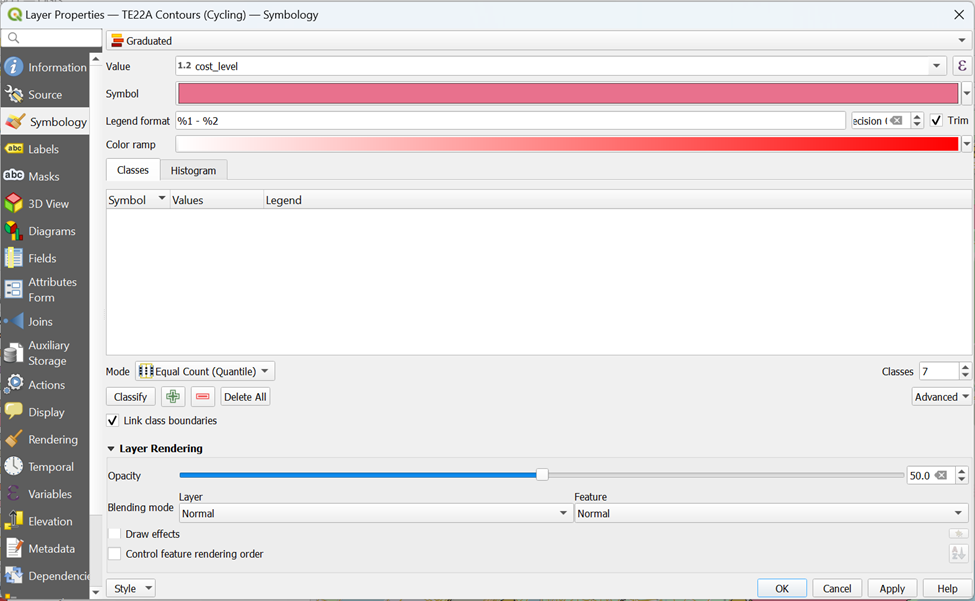 Layer Properties — TE22A Contours (Cycling) — Symbology
Graduated
Information
Source
Symbology
Labels
Masks
3D View
Diagrams
Fields
Attributes
Form
Joins
Auxiliary
Storage
Actions
Display
Rendering
Temporal
Variables
Elevation
Metadata
Dependencie
Value 1.2 cost_level ε
Symbol
Legend format %1 - %2 ecision ( Trim
Color ramp
Classes Histogram
Symbol Values Legend
Mode Equal Count (Quantile) Classes 7
Classify Delete All Advanced
Link class boundaries
Layer Rendering
Opacity 50.0
Layer Feature
Blending mode Normal Normal
Draw effects
Control feature rendering order
Style OK Cancel Apply Help